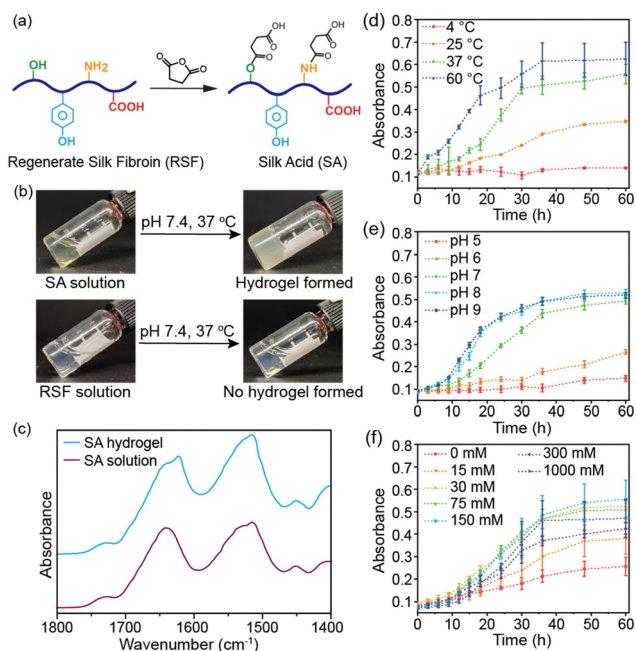 (a)
OH
NH2
COOH
OH
O
O
O
Regenerate Silk Fibroin (RSF)
OH
O
O
O
OH
O
O
NH
COOH
OH
Silk Acid (SA)
(b)
pH 7.4, 37 °C
SA solution
Hydrogel formed
pH 7.4, 37 °C
RSF solution
No hydrogel formed
(c)
SA hydrogel
SA solution
Absorbance
1800
1700
1600
1500
1400
Wavenumber (cm-1)
(d)
4 °C
25 °C
37 °C
60 °C
Absorbance
0.8
0.7
0.6
0.5
0.4
0.3
0.2
0.1
0 10 20 30 40 50 60
Time (h)
(e)
pH 5
pH 6
pH 7
pH 8
pH 9
Absorbance
0.8
0.7
0.6
0.5
0.4
0.3
0.2
0.1
0 10 20 30 40 50 60
Time (h)
(f)
0 mM
15 mM
30 mM
75 mM
150 mM
300 mM
1000 mM
Absorbance
0.8
0.7
0.6
0.5
0.4
0.3
0.2
0.1
0 10 20 30 40 50 60
Time (h)